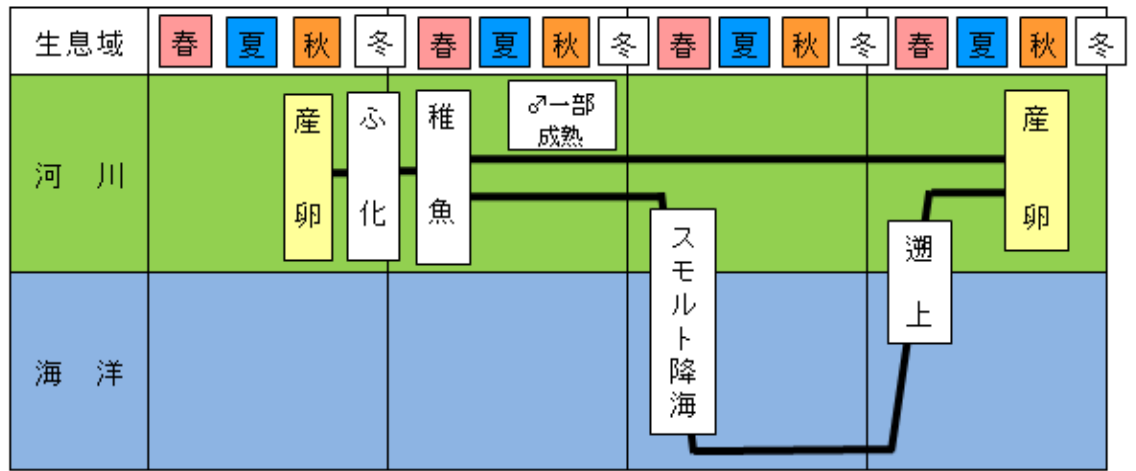 生息域 春 夏 秋 冬 春 夏 秋 冬 春 夏 秋 冬 春 夏 秋 冬
河 川
産卵
ふ化
稚魚
♂一部
成熟
スモルト降海
遡上
産卵
海 洋